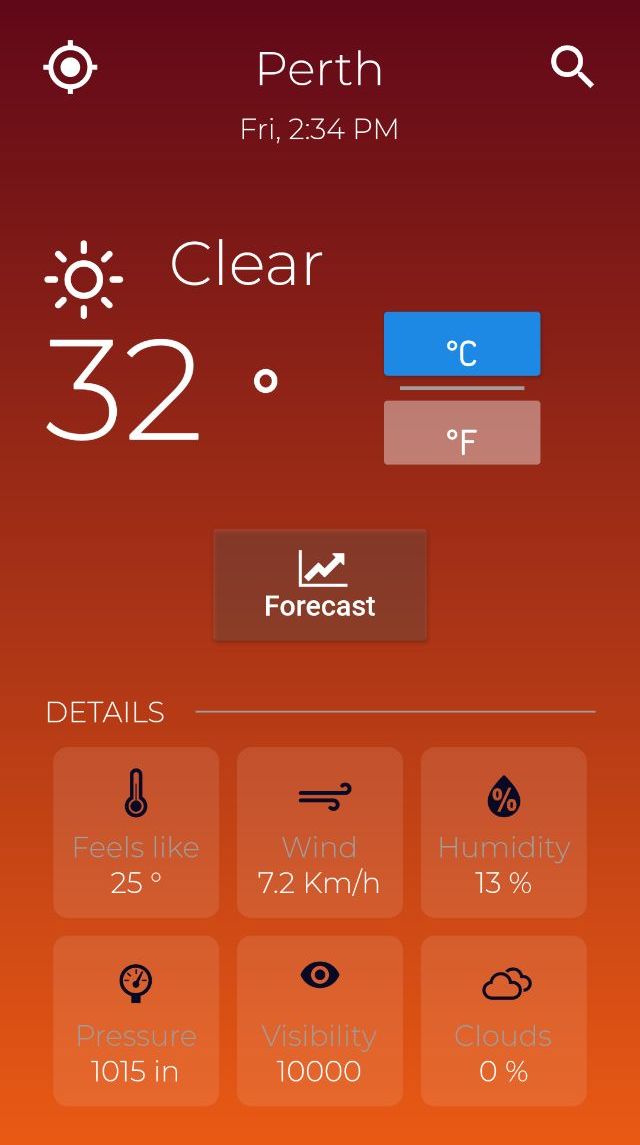 Perth
Fri, 2:34 PM
Clear
32 °
°C
°F
Forecast
DETAILS
Feels like
25 °
Wind
7.2 Km/h
Humidity
13 %
Pressure
1015 in
Visibility
10000
Clouds
0 %